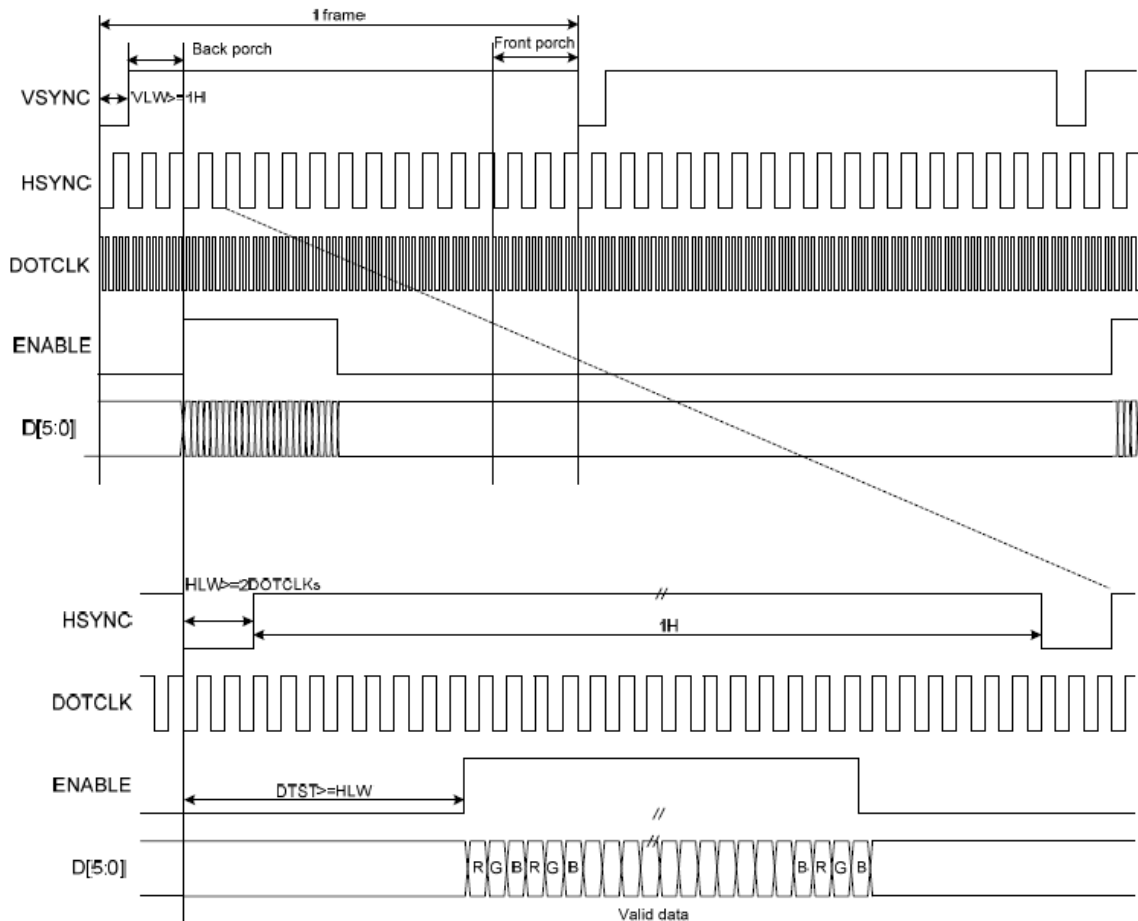 1 frame
Back porch
Front porch
VSYNC
VLW>=1H
HSYNC
DOTCLK
ENABLE
D[5:0]
HLW>=2DOTCLKs
HSYNC
//
1H
DOTCLK
ENABLE
DTST>=HLW
//
//
D[5:0]
R G B R G B B R G B
Valid data